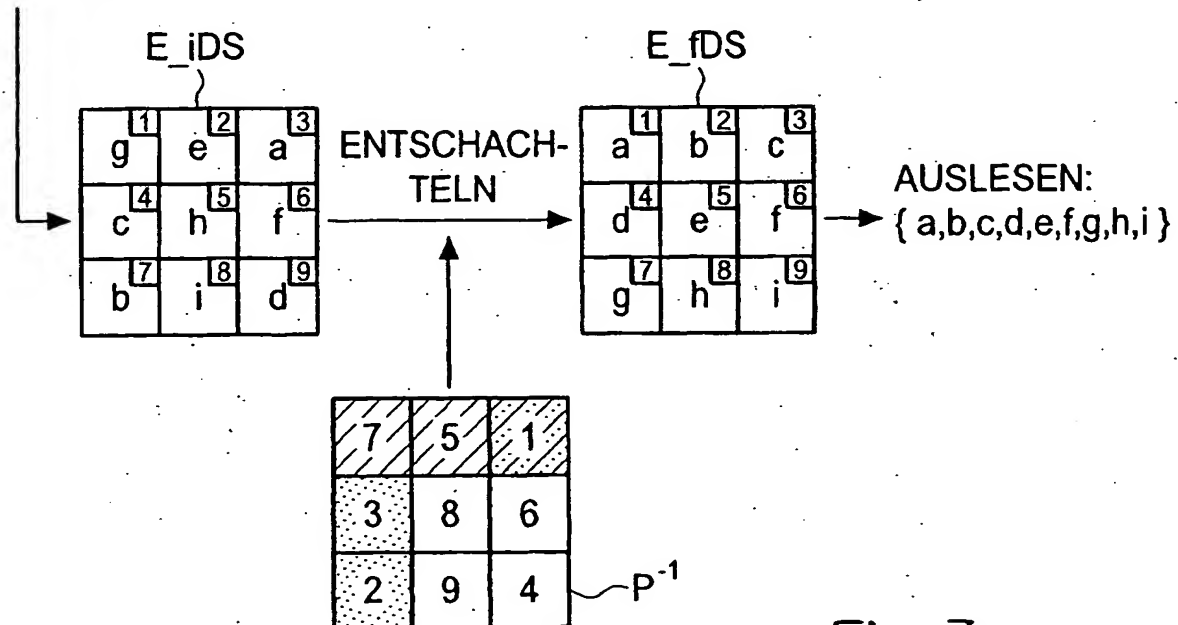 E_iDS
E_fDS
1 2 3
g e a
4 5 6
c h f
7 8 9
b i d
ENTSCHACH-
TELN
1 2 3
a b c
4 5 6
d e f
7 8 9
g h i
AUSLESEN:
{ a,b,c,d,e,f,g,h,i }
7 5 1
3 8 6
2 9 4
P-1